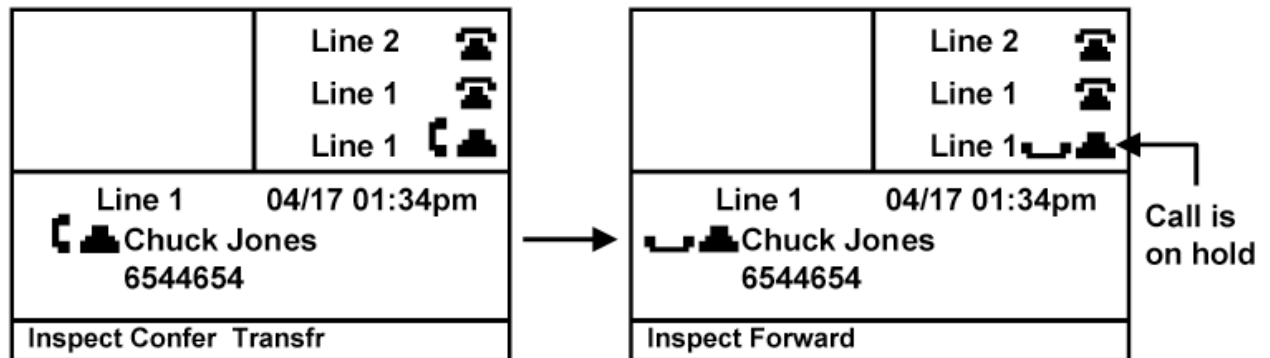 Line 2
Line 1
Line 1
Line 1 04/17 01:34pm
Chuck Jones
6544654
Inspect Confer Transfr
Line 2
Line 1
Line 1
Line 1 04/17 01:34pm
Chuck Jones
6544654
Inspect Forward
Call is
on hold